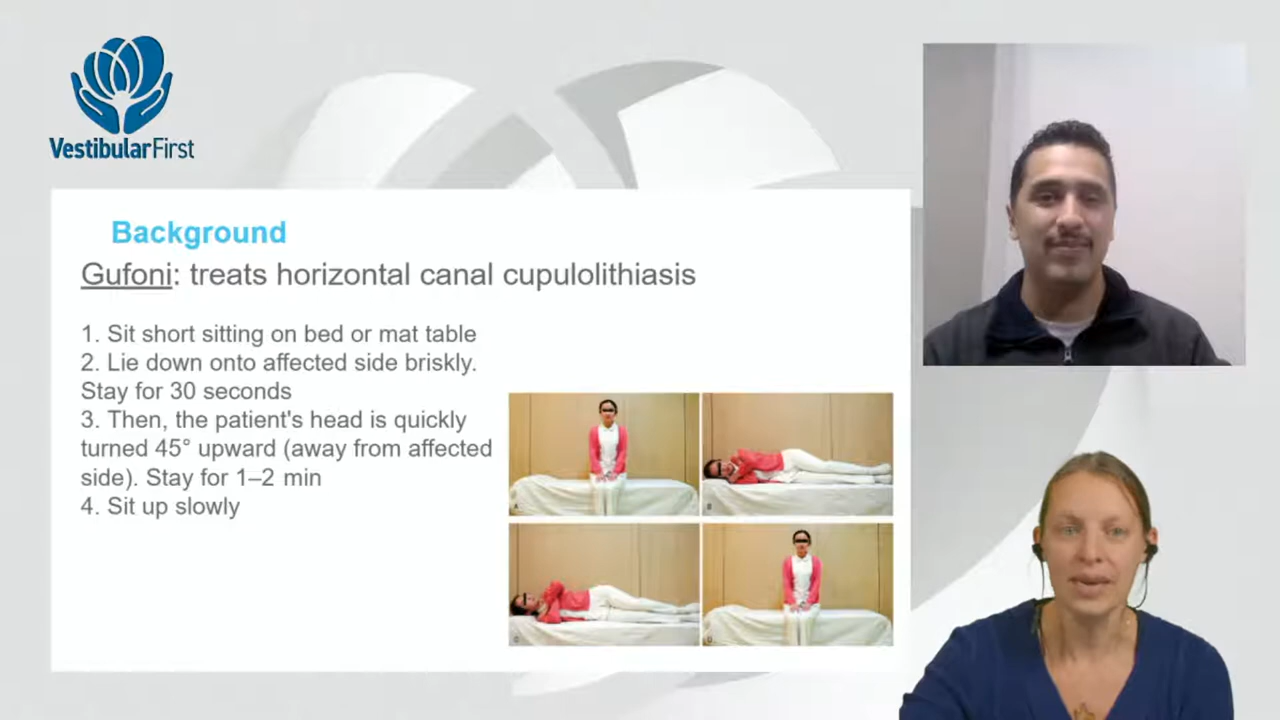 VestibularFirst
Background
Gufoni: treats horizontal canal cupulolithiasis
1. Sit short sitting on bed or mat table
2. Lie down onto affected side briskly.
Stay for 30 seconds
3. Then, the patient's head is quickly
turned 45° upward (away from affected
side). Stay for 1–2 min
4. Sit up slowly